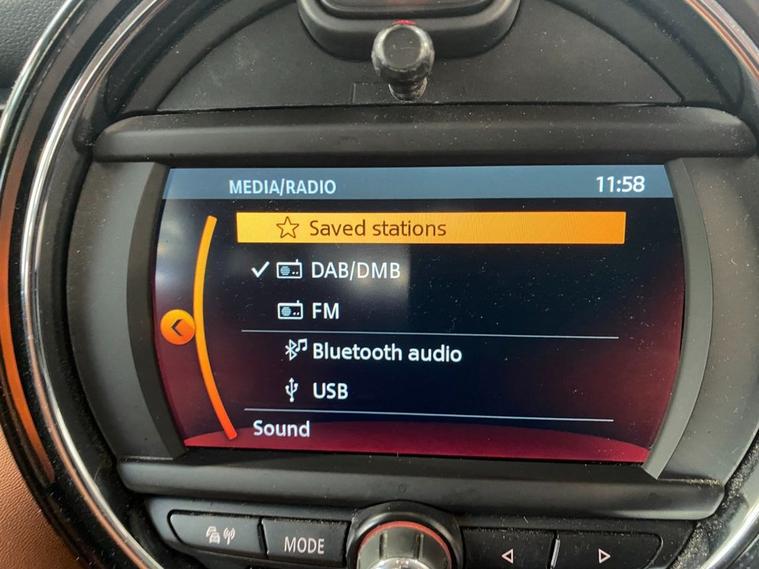 MEDIA/RADIO 11:58
Saved stations
DAB/DMB
FM
Bluetooth audio
USB
Sound
MODE